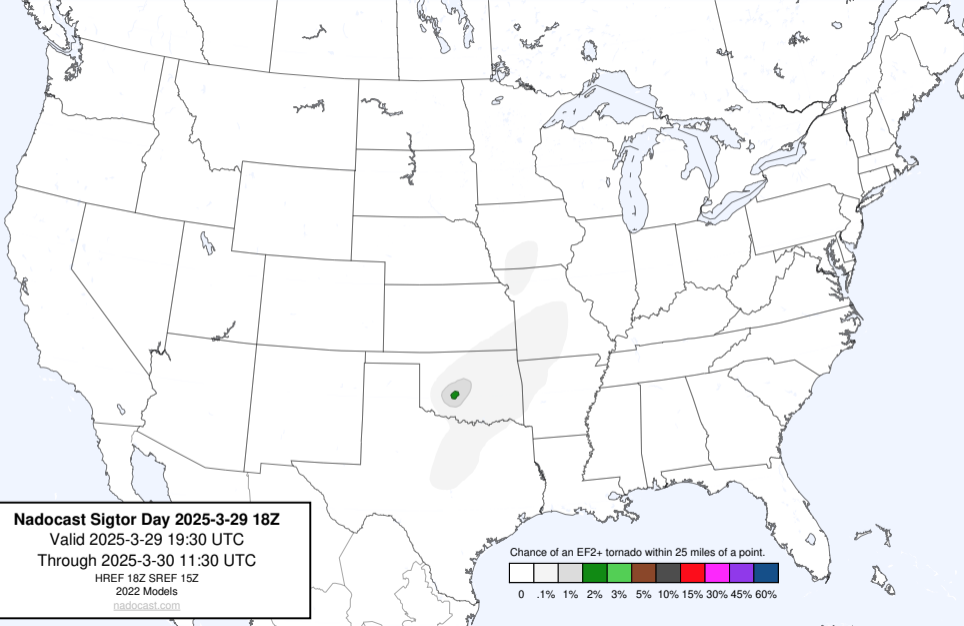 Nadocast Sigtor Day 2025-3-29 18Z
Valid 2025-3-29 19:30 UTC
Through 2025-3-30 11:30 UTC
HREF 18Z SREF 15Z
2022 Models
nadocast.com
Chance of an EF2+ tornado within 25 miles of a point.
0 .1% 1% 2% 3% 5% 10% 15% 30% 45% 60%